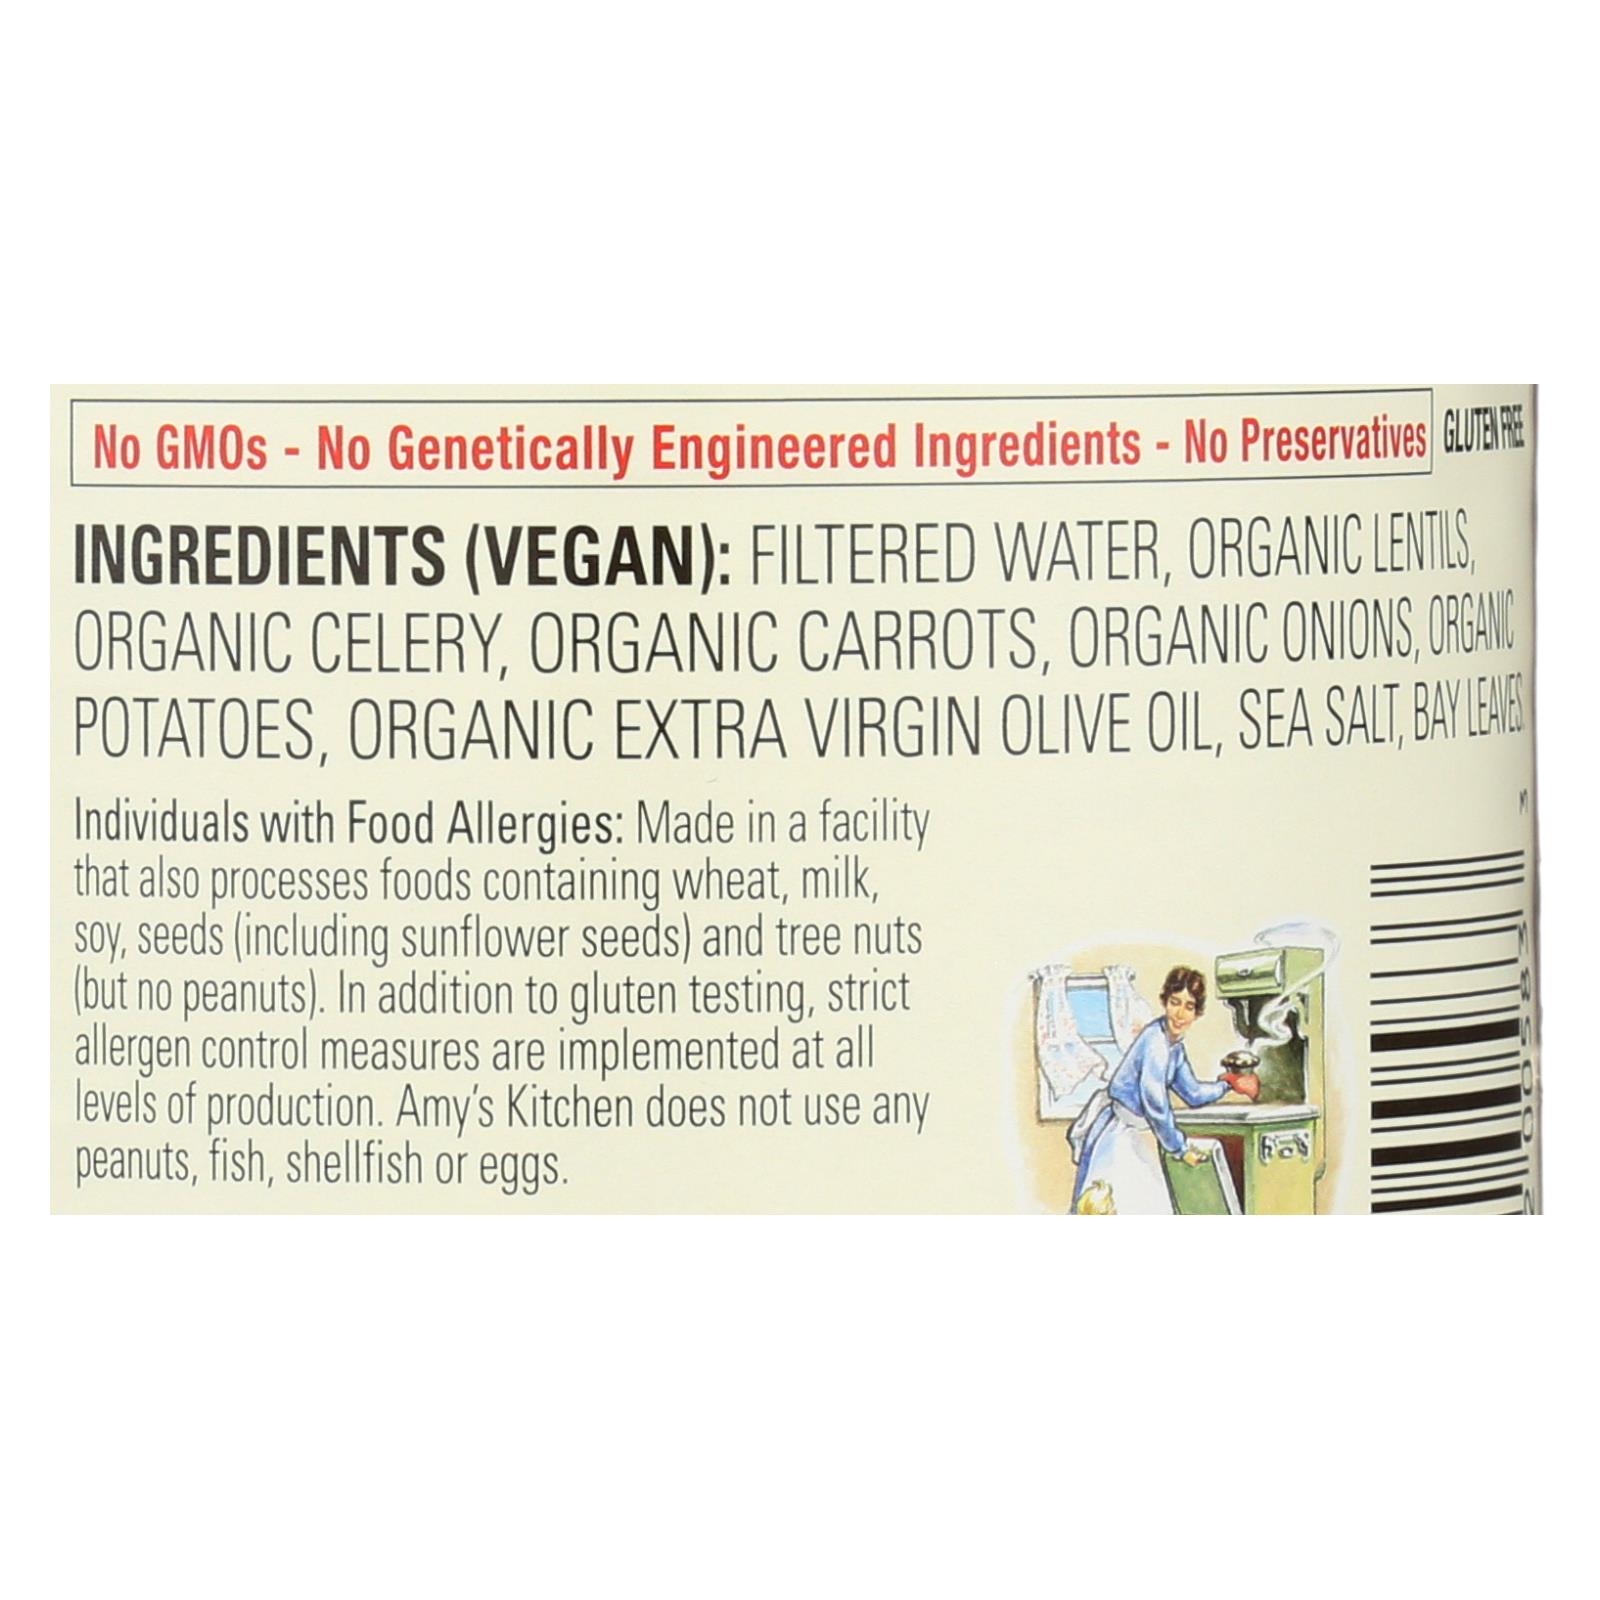 No GMOs - No Genetically Engineered Ingredients - No Preservatives GLUTEN FREE
INGREDIENTS (VEGAN): FILTERED WATER, ORGANIC LENTILS,
ORGANIC CELERY, ORGANIC CARROTS, ORGANIC ONIONS, ORGANIC
POTATOES, ORGANIC EXTRA VIRGIN OLIVE OIL, SEA SALT, BAY LEAVES.
Individuals with Food Allergies: Made in a facility
that also processes foods containing wheat, milk,
soy, seeds (including sunflower seeds) and tree nuts
(but no peanuts). In addition to gluten testing, strict
allergen control measures are implemented at all
levels of production. Amy's Kitchen does not use any
peanuts, fish, shellfish or eggs.
3
00583